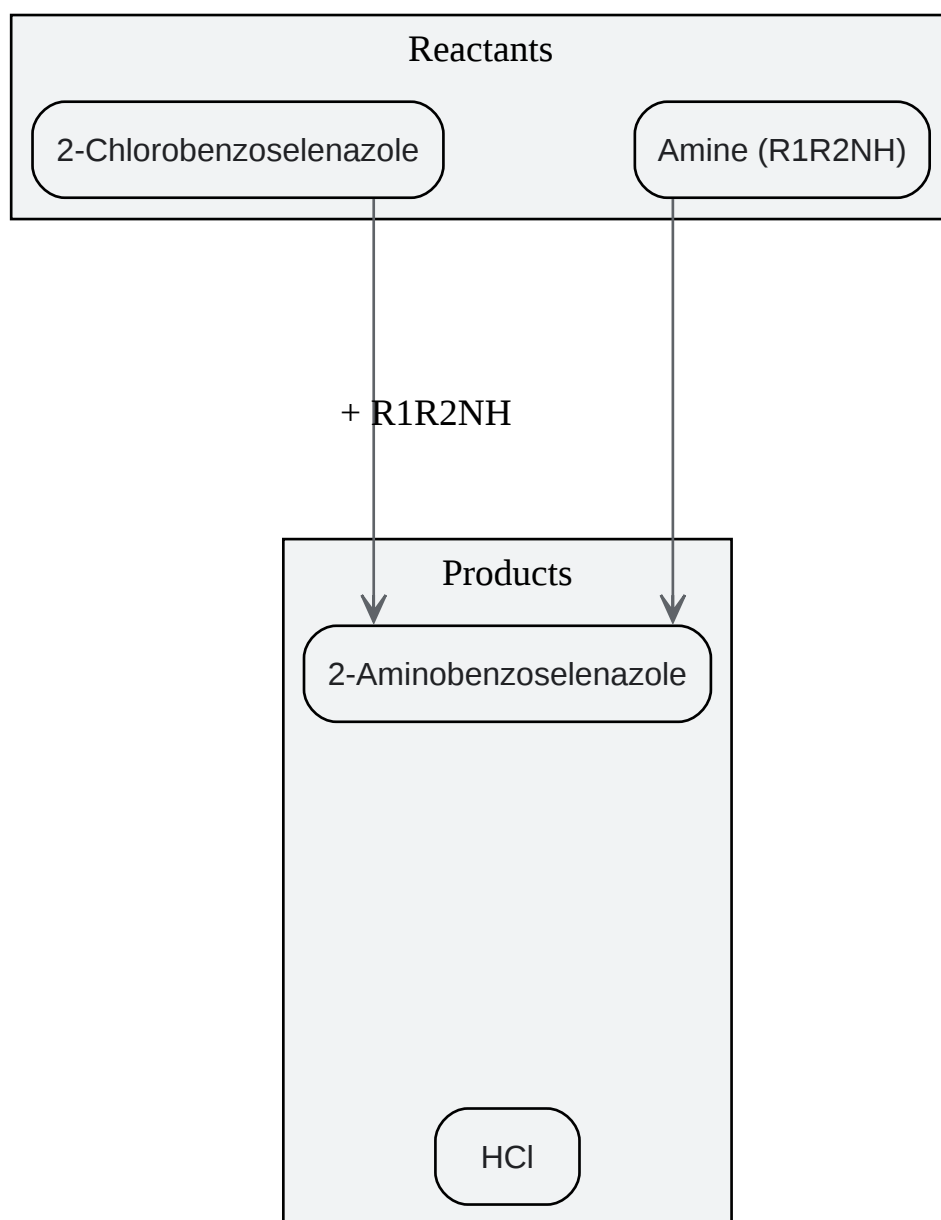 Reactants
2-Chlorobenzoselenazole
Amine (R1R2NH)
+ R1R2NH
Products
2-Aminobenzoselenazole
HCl